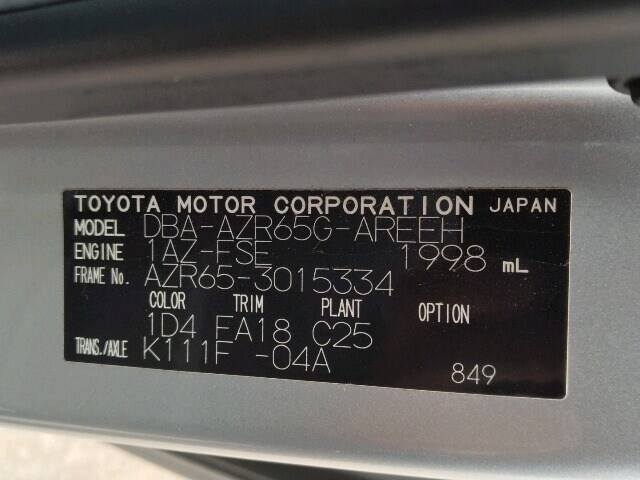 TOYOTA MOTOR CORPORATION JAPAN
MODEL DBA-AZR65G-AREEH
ENGINE 1AZ-FSE 1998 mL
FRAME No. AZR65-3015334
COLOR TRIM PLANT OPTION
1D4 FA18 C25
TRANS./AXLE K111F -04A
849